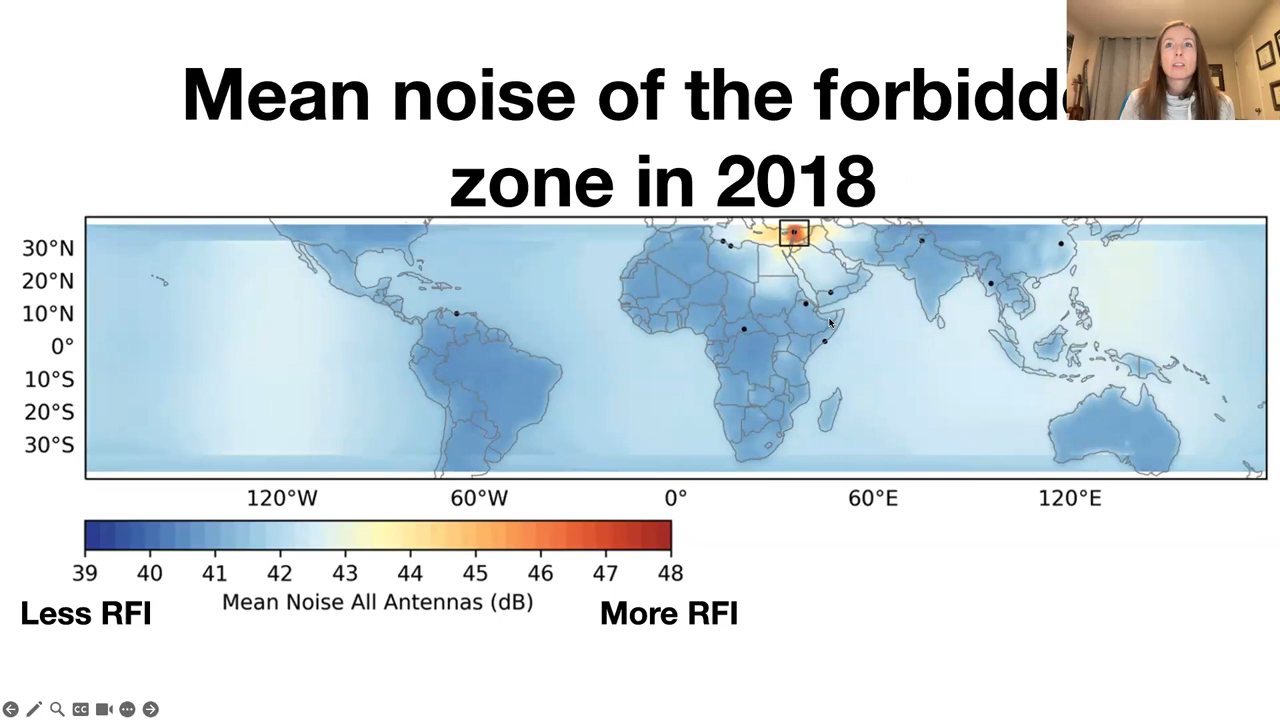 Mean noise of the forbidd
zone in 2018
30°N
20°N
10°N
0°
10°S
20°S
30°S
120°W 60°W 0° 60°E 120°E
39 40 41 42 43 44 45 46 47 48
Mean Noise All Antennas (dB)
Less RFI More RFI
CC